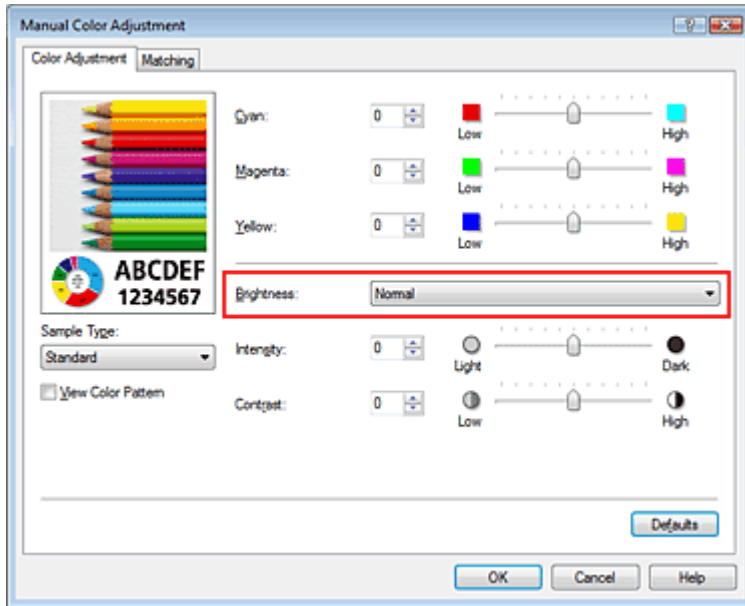 Manual Color Adjustment
Color Adjustment Matching
Cyan: 0 Low High
Magenta: 0 Low High
Yellow: 0 Low High
ABCDEF
1234567
Brightness: Normal
Sample Type:
Standard
View Color Pattern
Intensity: 0 Light Dark
Contrast: 0 Low High
Defaults
OK Cancel Help